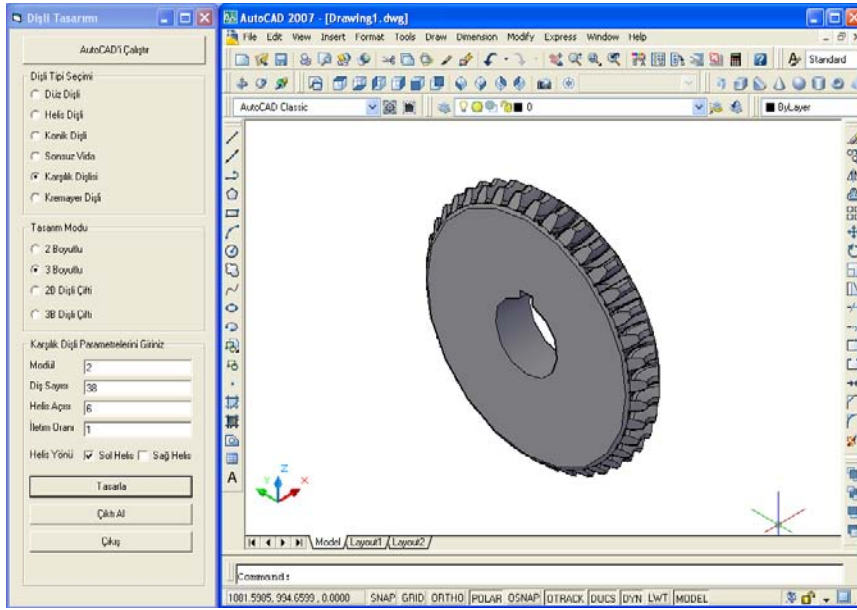 Dişli Tasarımı
AutoCAD'i Çalıştır
Dişli Tipi Seçimi
Düz Dişli
Helis Dişli
Konik Dişli
Sonsuz Vida
Karşılık Dişlisi
Kremayer Dişli
Tasarım Modu
2 Boyutlu
3 Boyutlu
2B Dişli Çifti
3B Dişli Çifti
Karşılık Dişli Parametrelerini Giriniz
Modül 2
Diş Sayısı 38
Helis Açısı 6
İletim Oranı 1
Helis Yönü Sol Helis Sağ Helis
Tasarla
Çıktı Al
Çıkış
AutoCAD 2007 - [Drawing1.dwg]
File Edit View Insert Format Tools Draw Dimension Modify Express Window Help
Standard
AutoCAD Classic 0 ByLayer
Z
Y X
Model Layout1 Layout2
Command:
1081.5985, 994.6599, 0.0000 SNAP GRID ORTHO POLAR OSNAP OTRACK DUCS DYN LWT MODEL